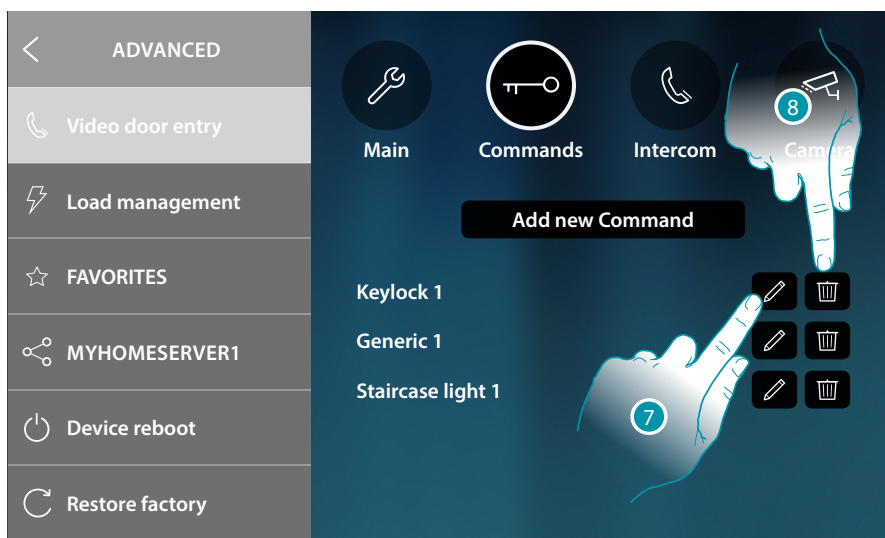 ADVANCED
Video door entry
Load management
FAVORITES
MYHOMESERVER1
Device reboot
Restore factory
Main
Commands
Intercom
Camera
Add new Command
Keylock 1
Generic 1
Staircase light 1
7
8